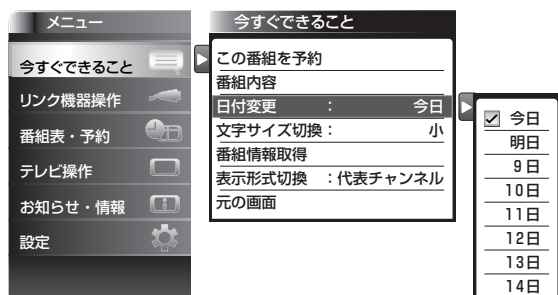 メニュー
今すぐできること
リンク機器操作
番組表・予約
テレビ操作
お知らせ・情報
設定
今すぐできること
この番組を予約
番組内容
日付変更 : 今日
文字サイズ切換 : 小
番組情報取得
表示形式切換 : 代表チャンネル
元の画面
今日
明日
9日
10日
11日
12日
13日
14日